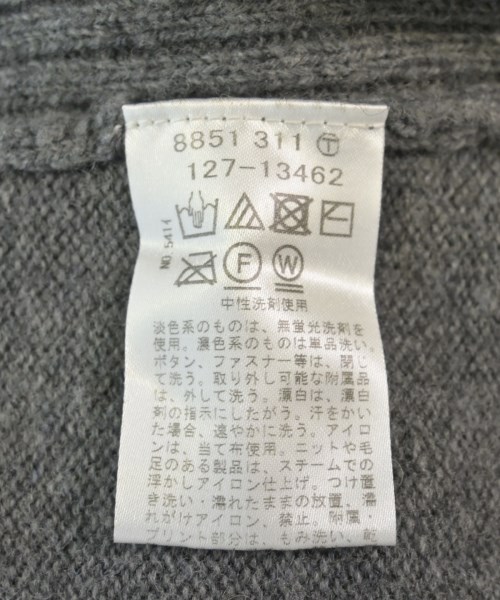 8851 311 Ⓣ
127-13462
NO.5414
F W
中性洗剤使用
淡色系のものは、無蛍光洗剤を
使用。濃色系のものは単品洗い。
ボタン、ファスナー等は、閉じ
て洗う。取り外し可能な附属品
は、外して洗う。漂白は、漂白
剤の指示にしたがう。汗をかい
た場合、速やかに洗う。アイロ
ンは、当て布使用。ニットや毛
足のある製品は、スチームでの
浮かしアイロン仕上げ。つけ置
き洗い・濡れたままの放置、濡
れがけアイロン、禁止。附属・
プリント部分は、もみ洗い、乾